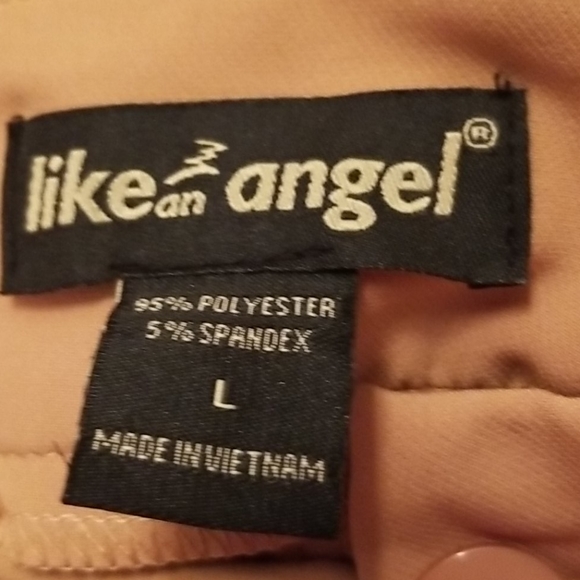 like an angel®
95% POLYESTER
5% SPANDEX
L
MADE IN VIETNAM